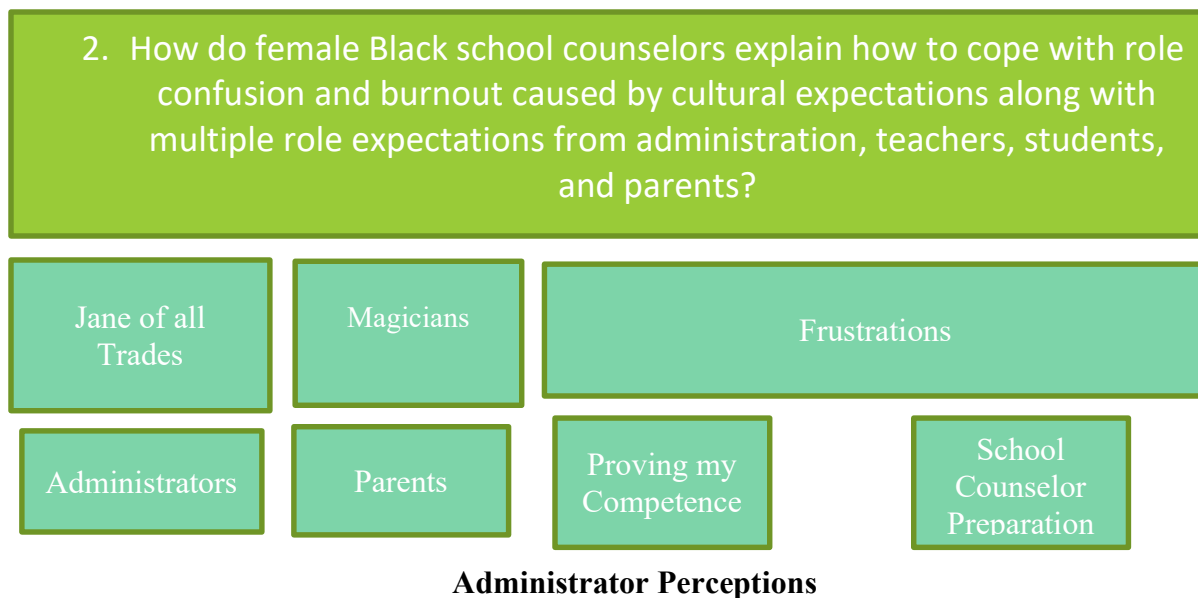 2. How do female Black school counselors explain how to cope with role
confusion and burnout caused by cultural expectations along with
multiple role expectations from administration, teachers, students,
and parents?
Jane of all
Trades
Magicians
Frustrations
Administrators
Parents
Proving my
Competence
School
Counselor
Preparation
Administrator Perceptions